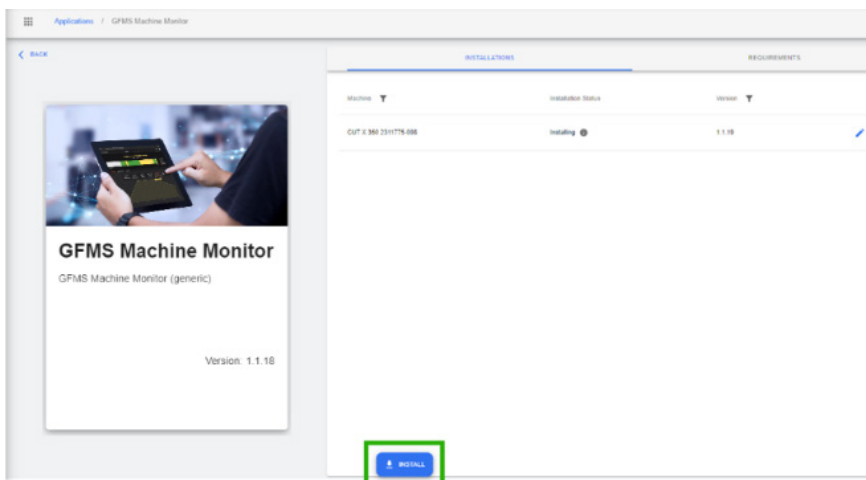 Applications / GFMS Machine Monitor
BACK
INSTALLATIONS
REQUIREMENTS
Machine
Installation Status
Version
CUT X 350 2311775-006
Installing
1.1.18
GFMS Machine Monitor
GFMS Machine Monitor (generic)
Version: 1.1.18
INSTALL